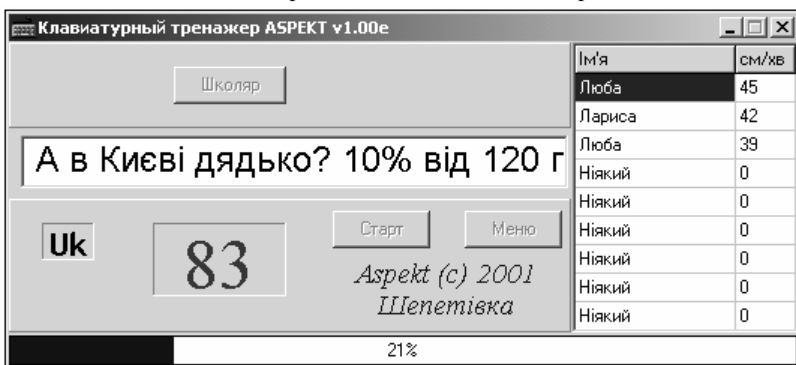 Клавиатурный тренажер ASPEKT v1.00e
Школяр
А в Києві дядько? 10% від 120 г
Uk
83
Старт
Меню
Aspekt (c) 2001
Шепетівка
Ім'я см/хв
Люба 45
Лариса 42
Люба 39
Ніякий 0
Ніякий 0
Ніякий 0
Ніякий 0
Ніякий 0
Ніякий 0
21%